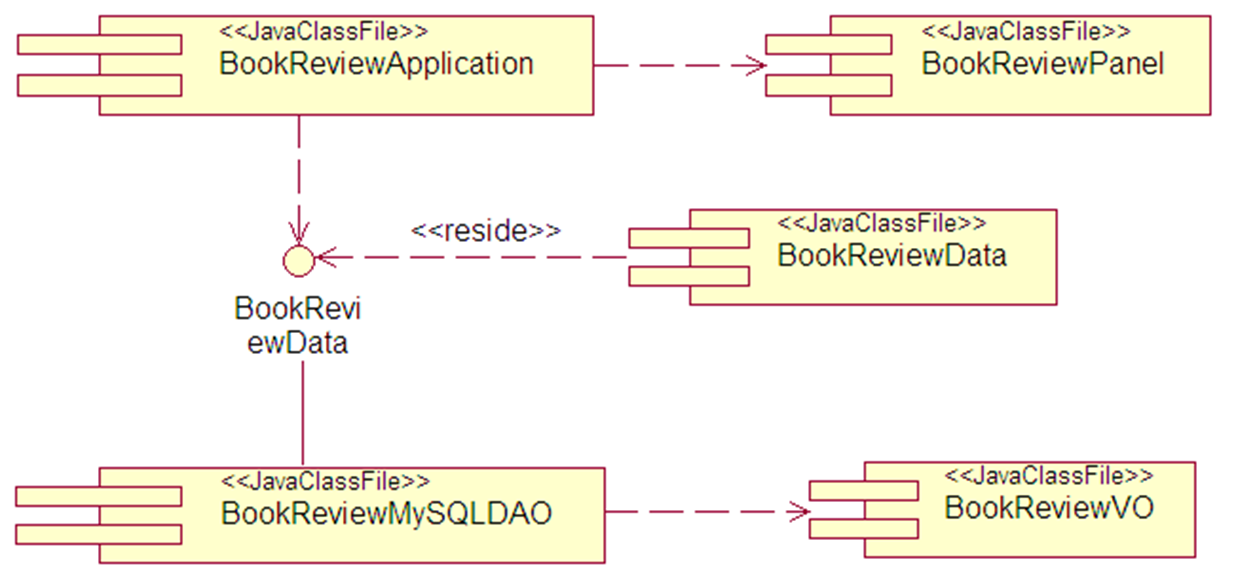 <<JavaClassFile>>
BookReviewApplication
<<JavaClassFile>>
BookReviewPanel
<<reside>>
<<JavaClassFile>>
BookReviewData
BookRevi
ewData
<<JavaClassFile>>
BookReviewMySQLDAO
<<JavaClassFile>>
BookReviewVO